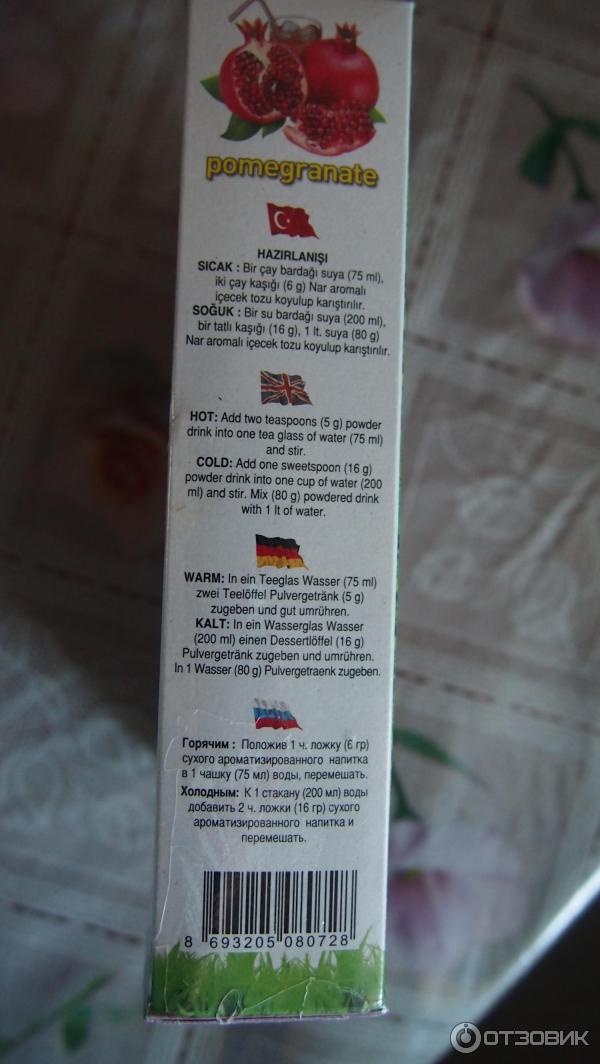 pomegranate
HAZIRLANIŞI
SICAK : Bir çay bardağı suya (75 ml),
iki çay kaşığı (6 g) Nar aromalı
içecek tozu koyulup karıştırılır.
SOĞUK : Bir su bardağı suya (200 ml),
bir tatlı kaşığı (16 g), 1 lt. suya (80 g)
Nar aromalı içecek tozu koyulup karıştırılır.
HOT: Add two teaspoons (5 g) powder
drink into one tea glass of water (75 ml)
and stir.
COLD: Add one sweetspoon (16 g)
powder drink into one cup of water (200
ml) and stir. Mix (80 g) powdered drink
with 1 lt of water.
WARM: In ein Teeglas Wasser (75 ml)
zwei Teelöffel Pulvergetränk (5 g)
zugeben und gut umrühren.
KALT: In ein Wasserglas Wasser
(200 ml) einen Dessertlöffel (16 g)
Pulvergetränk zugeben und umrühren.
In 1 Wasser (80 g) Pulvergetraenk zugeben.
Горячим : Положив 1 ч. ложку (6 гр)
сухого ароматизированного напитка
в 1 чашку (75 мл) воды, перемешать.
Холодным: К 1 стакану (200 мл) воды
добавить 2 ч. ложки (16 гр) сухого
ароматизированного напитка и
перемешать.
8 693205 080728
ОТЗОВИК